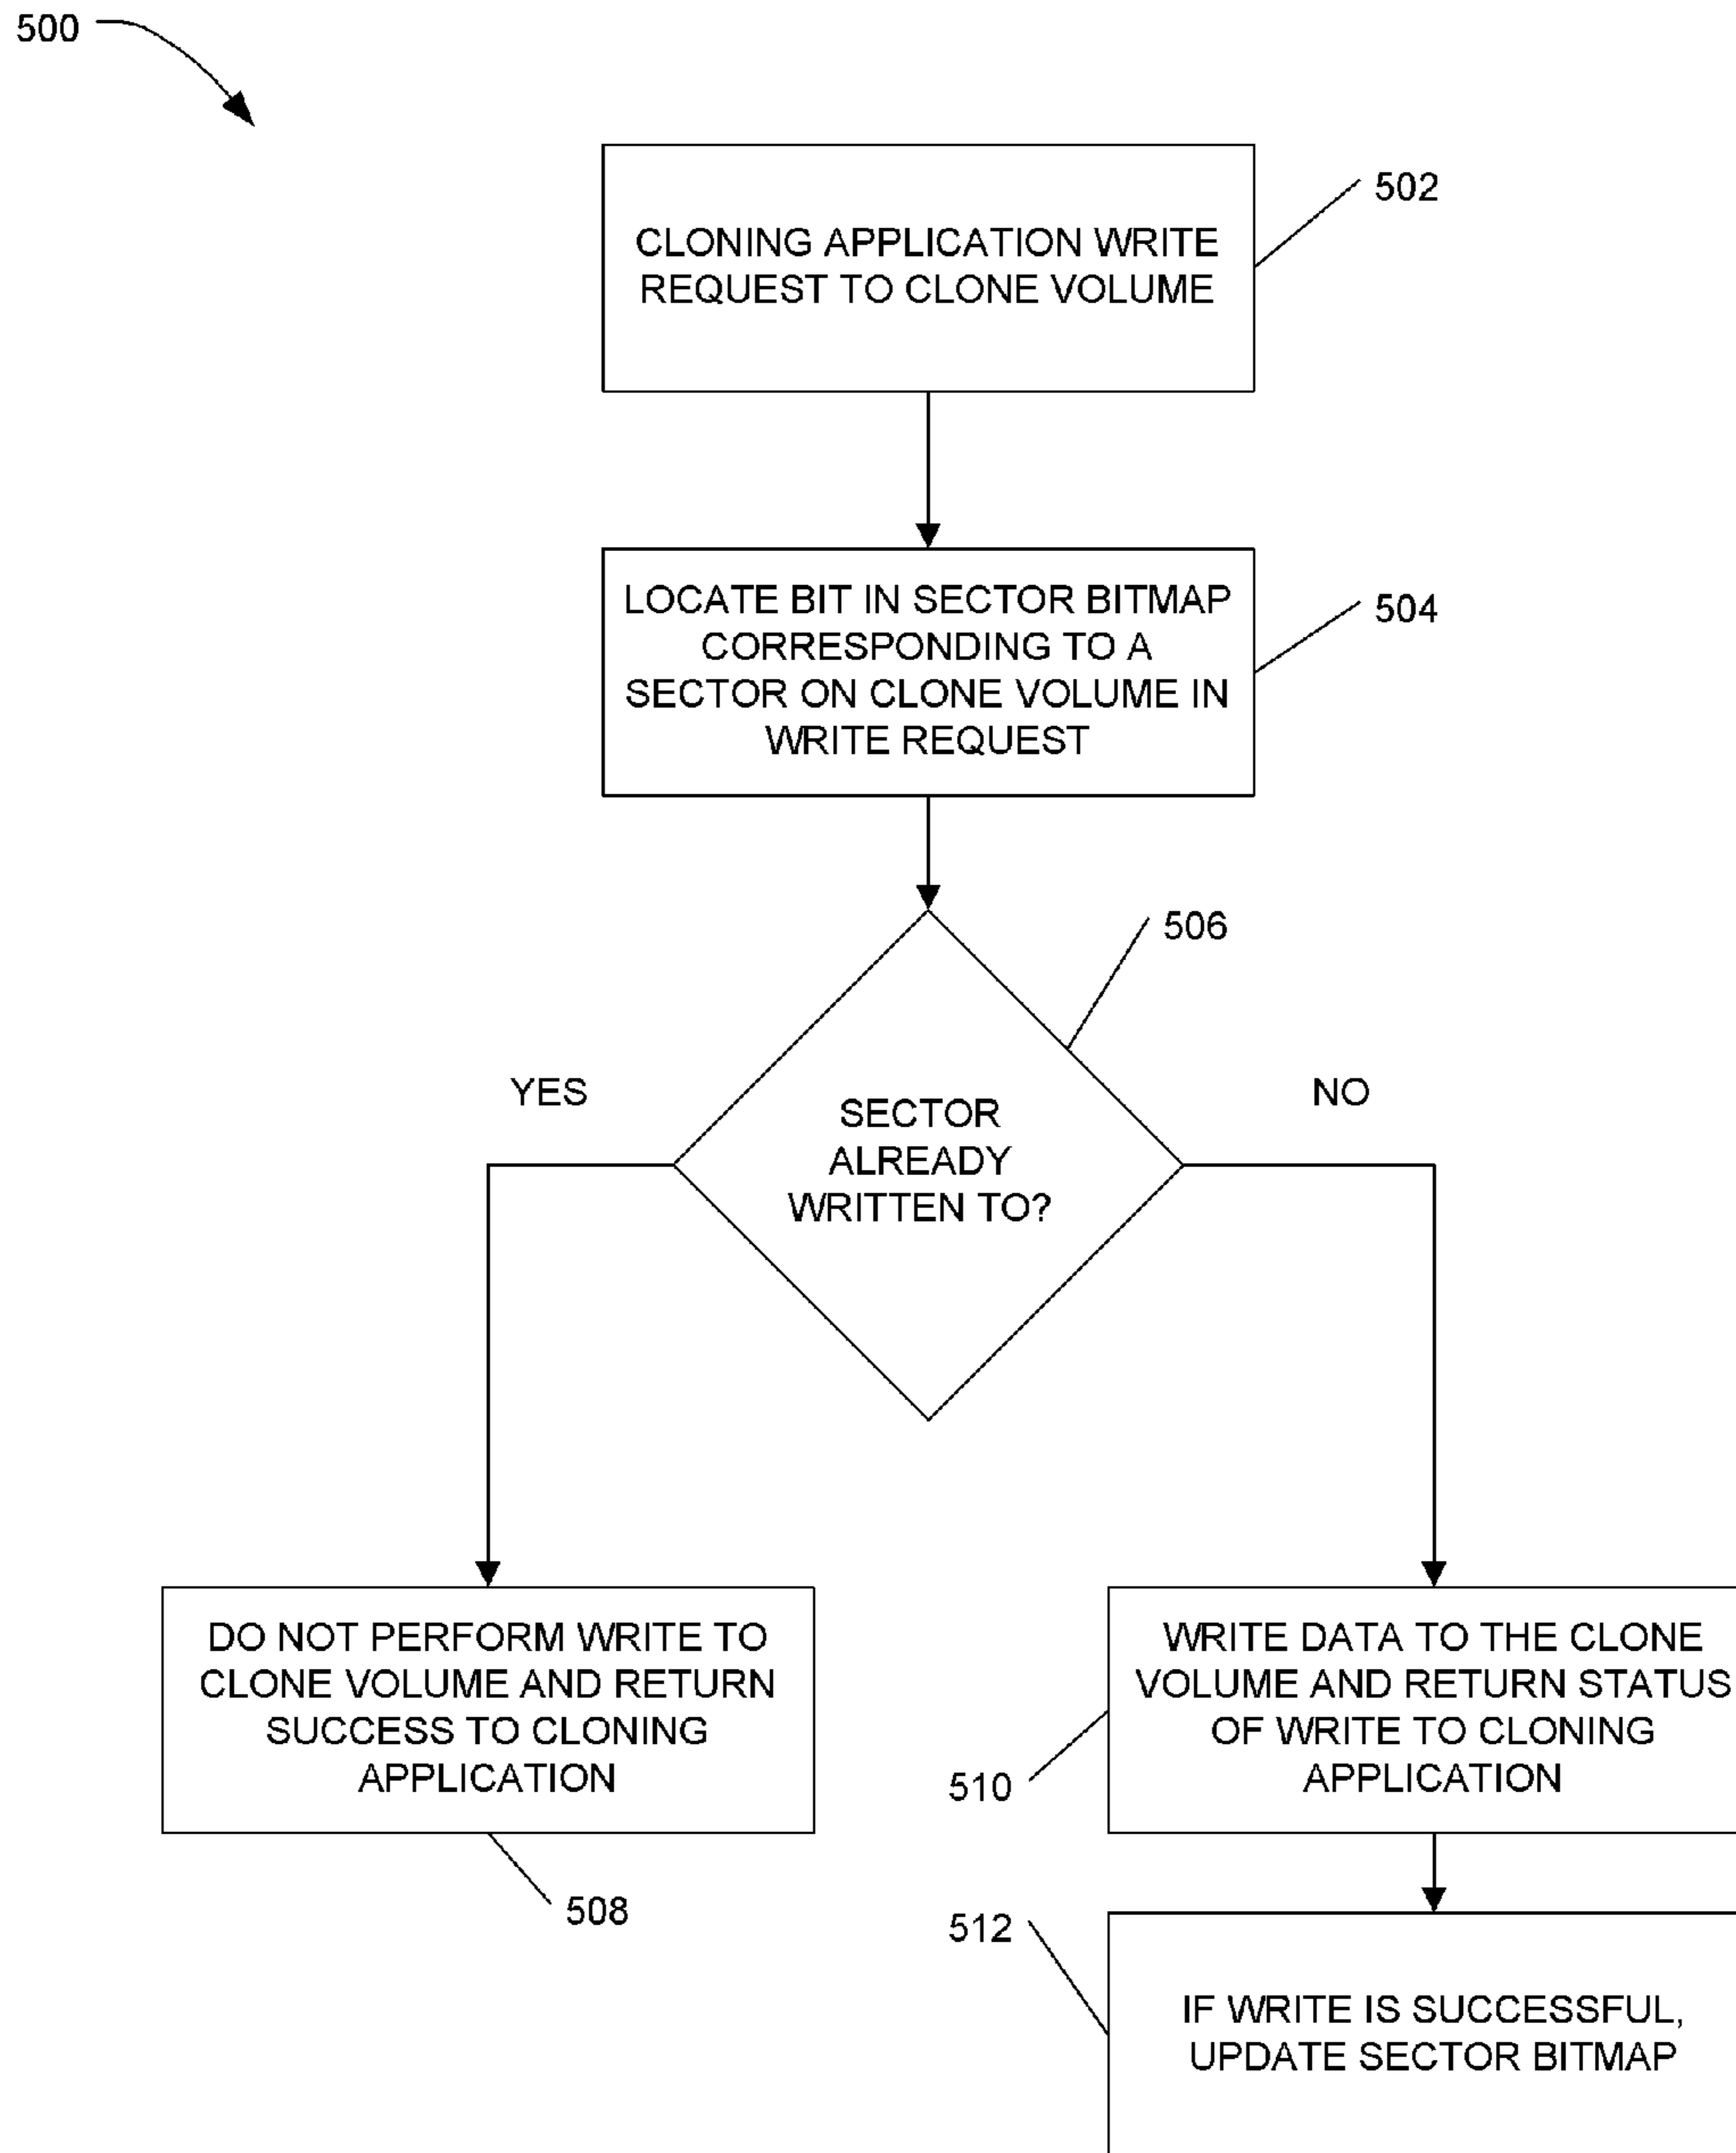 500
CLONING APPLICATION WRITE
REQUEST TO CLONE VOLUME
502
LOCATE BIT IN SECTOR BITMAP
CORRESPONDING TO A
SECTOR ON CLONE VOLUME IN
WRITE REQUEST
504
506
YES
NO
SECTOR
ALREADY
WRITTEN TO?
DO NOT PERFORM WRITE TO
CLONE VOLUME AND RETURN
SUCCESS TO CLONING
APPLICATION
508
WRITE DATA TO THE CLONE
VOLUME AND RETURN STATUS
OF WRITE TO CLONING
APPLICATION
510
512
IF WRITE IS SUCCESSFUL,
UPDATE SECTOR BITMAP